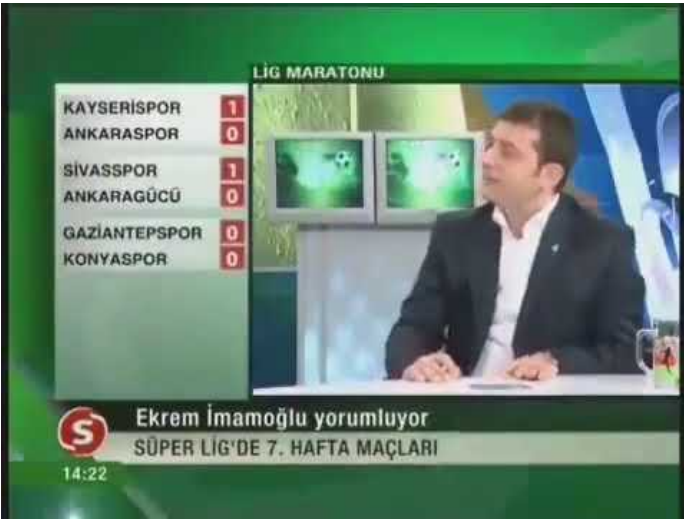 LİG MARATONU
KAYSERİSPOR 1
ANKARASPOR 0
SİVASSPOR 1
ANKARAGÜCÜ 0
GAZİANTEPSPOR 0
KONYASPOR 0
S
Ekrem İmamoğlu yorumluyor
SÜPER LİG'DE 7. HAFTA MAÇLARI
14:22